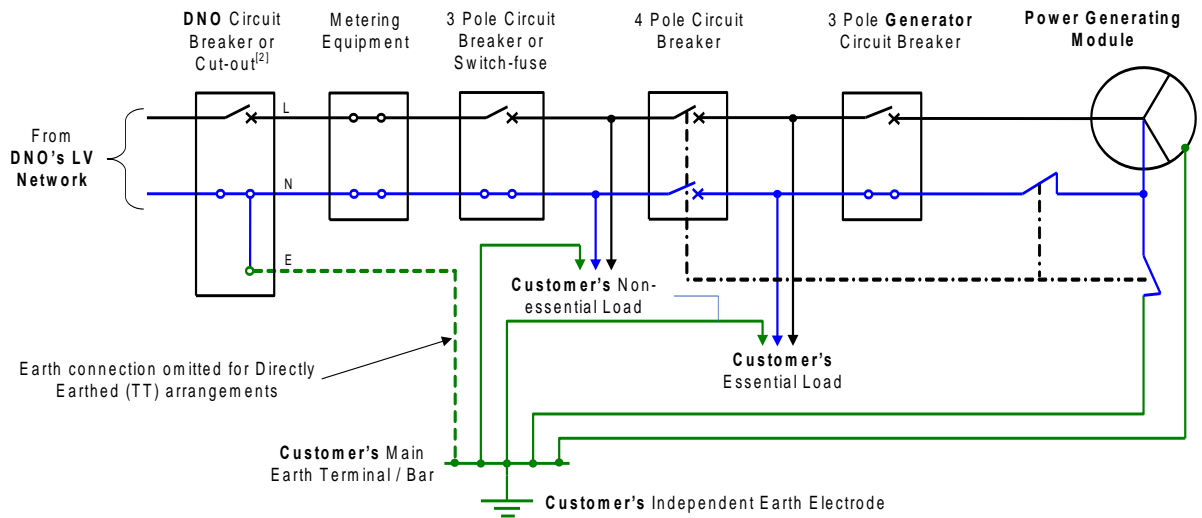 DNO Circuit
Breaker or
Cut-out[2]
Metering
Equipment
3 Pole Circuit
Breaker or
Switch-fuse
4 Pole Circuit
Breaker
3 Pole Generator
Circuit Breaker
Power Generating
Module
From
DNO's LV
Network
L
N
E
Customer's Non-
essential Load
Customer's
Essential Load
Earth connection omitted for Directly
Earthed (TT) arrangements
Customer's Main
Earth Terminal / Bar
Customer's Independent Earth Electrode